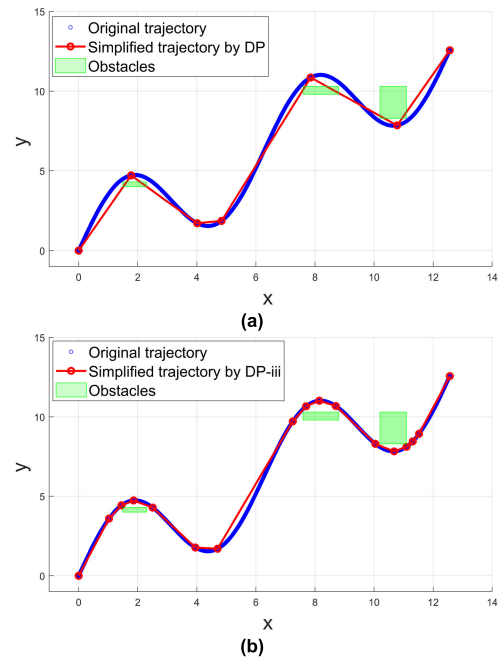 15
10
5
0
y
Original trajectory
Simplified trajectory by DP
Obstacles
0 2 4 6 8 10 12 14
x
(a)
15
10
5
0
y
Original trajectory
Simplified trajectory by DP-iii
Obstacles
0 2 4 6 8 10 12 14
x
(b)